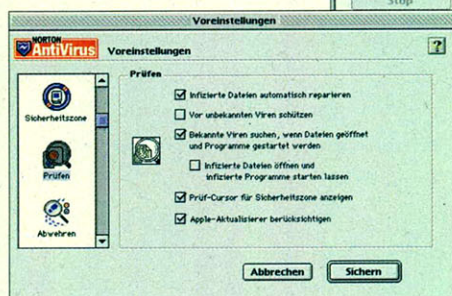 Stop
Voreinstellungen
NORTON
AntiVirus
Voreinstellungen
?
Sicherheitszone
Prüfen
Abwehren
Prüfen
Infizierte Dateien automatisch reparieren
Vor unbekannten Viren schützen
Bekannte Viren suchen, wenn Dateien geöffnet
und Programme gestartet werden
Infizierte Dateien öffnen und
infizierte Programme starten lassen
Prüf-Cursor für Sicherheitszone anzeigen
Apple-Aktualisierer berücksichtigen
Abbrechen
Sichern